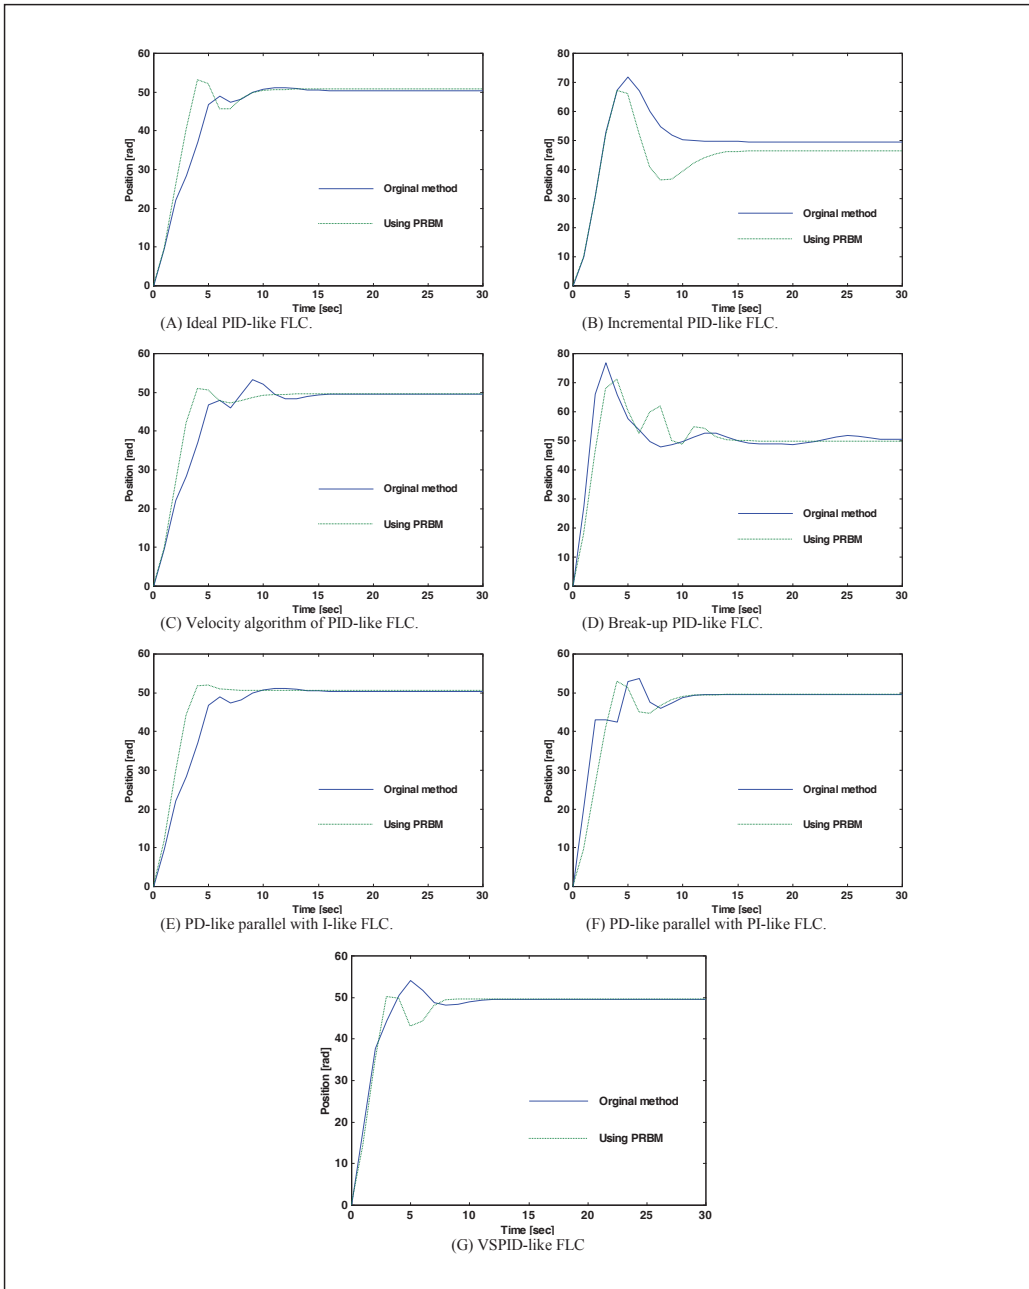 60
50
40
30
20
10
0
Position [rad]
Orginal method
Using PRBM
0 5 10 15 20 25 30
Time [sec]
(A) Ideal PID-like FLC.
80
70
60
50
40
30
20
10
0
Position [rad]
Orginal method
Using PRBM
0 5 10 15 20 25 30
Time [sec]
(B) Incremental PID-like FLC.
60
50
40
30
20
10
0
Position [rad]
Orginal method
Using PRBM
0 5 10 15 20 25 30
Time [sec]
(C) Velocity algorithm of PID-like FLC.
80
70
60
50
40
30
20
10
0
Position [rad]
Orginal method
Using PRBM
0 5 10 15 20 25 30
Time [sec]
(D) Break-up PID-like FLC.
60
50
40
30
20
10
0
Position [rad]
Orginal method
Using PRBM
0 5 10 15 20 25 30
Time [sec]
(E) PD-like parallel with I-like FLC.
60
50
40
30
20
10
0
Position [rad]
Orginal method
Using PRBM
0 5 10 15 20 25 30
Time [sec]
(F) PD-like parallel with PI-like FLC.
60
50
40
30
20
10
0
Position [rad]
Orginal method
Using PRBM
0 5 10 15 20 25 30
Time [sec]
(G) VSPID-like FLC